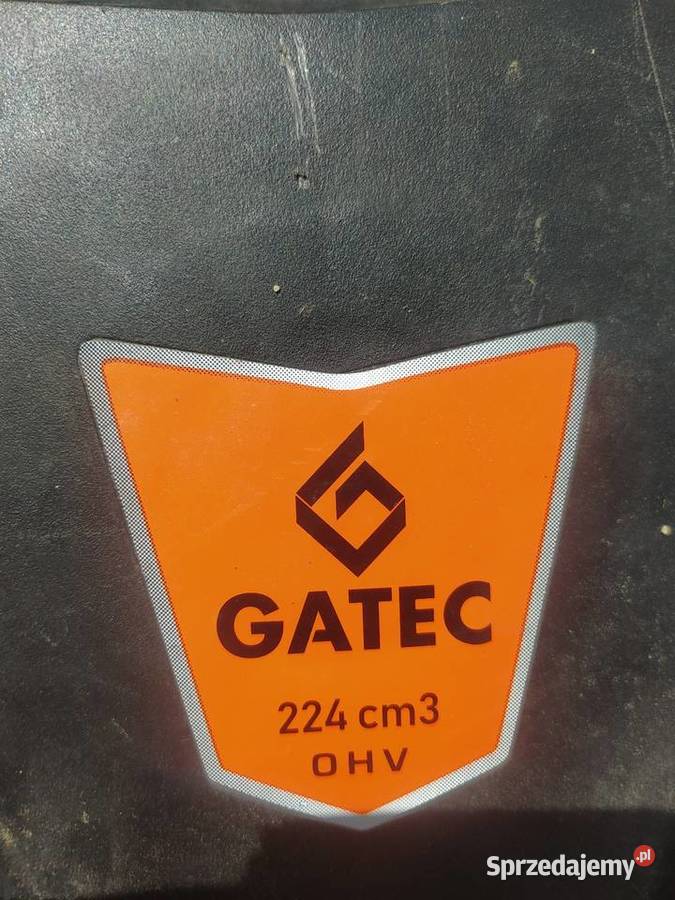 GATEC
224 cm3
OHV
Sprzedajemy.pl